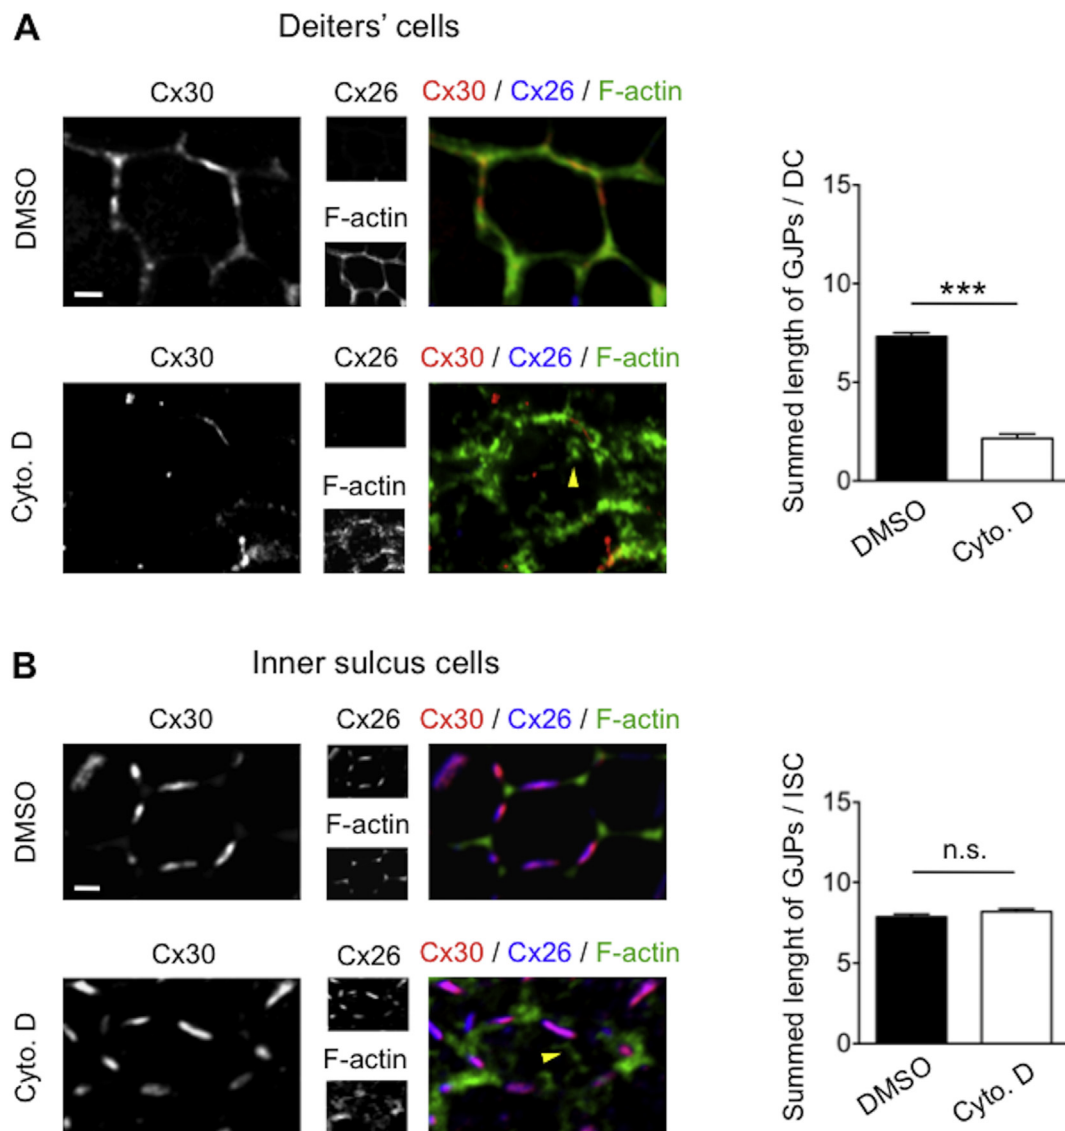 A
Deiters’ cells
Cx30
Cx26
Cx30 / Cx26 / F-actin
DMSO
F-actin
Cx30
Cx26
Cx30 / Cx26 / F-actin
Cyto. D
F-actin
Summed length of GJPs / DC
15
10
5
0
***
DMSO
Cyto. D
B
Inner sulcus cells
Cx30
Cx26
Cx30 / Cx26 / F-actin
DMSO
F-actin
Cx30
Cx26
Cx30 / Cx26 / F-actin
Cyto. D
F-actin
Summed lenght of GJPs / ISC
15
10
5
0
n.s.
DMSO
Cyto. D